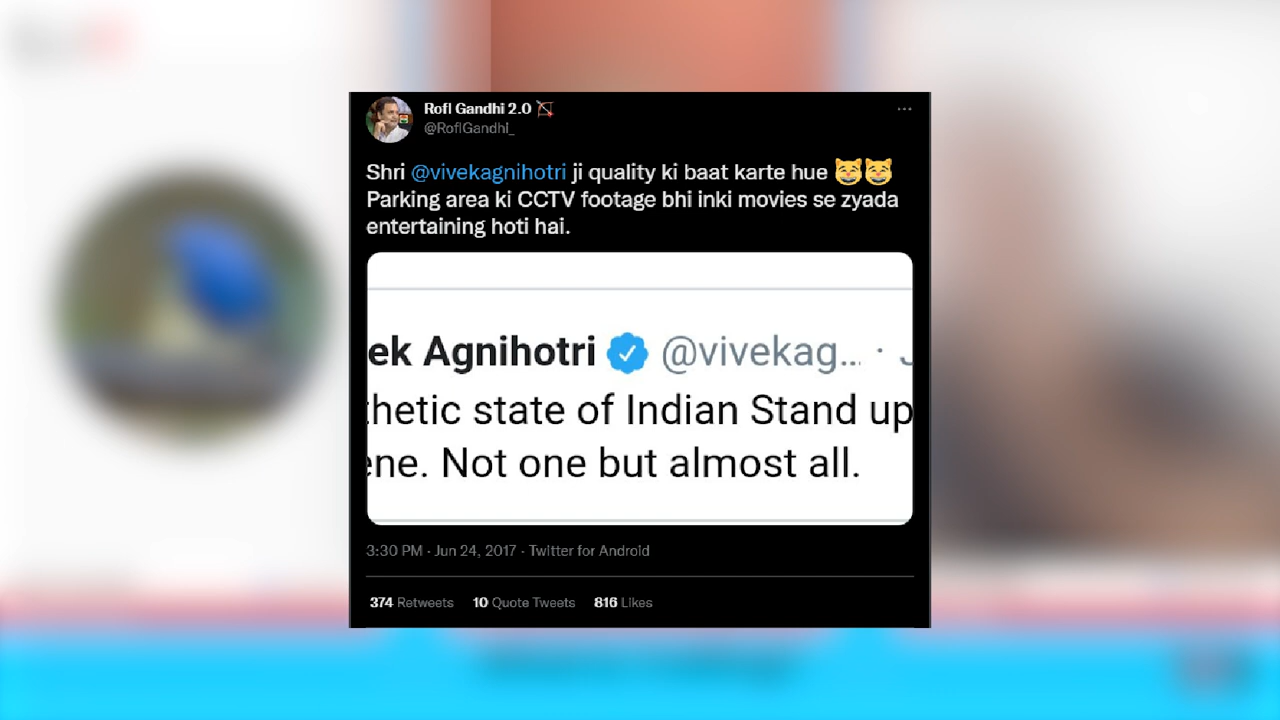 Rofl Gandhi 2.0
@RoflGandhi_
Shri @vivekagnihotri ji quality ki baat karte hue 😹😹
Parking area ki CCTV footage bhi inki movies se zyada
entertaining hoti hai.
ek Agnihotri @vivekag... ·
thetic state of Indian Stand up
ene. Not one but almost all.
3:30 PM · Jun 24, 2017 · Twitter for Android
374 Retweets 10 Quote Tweets 816 Likes